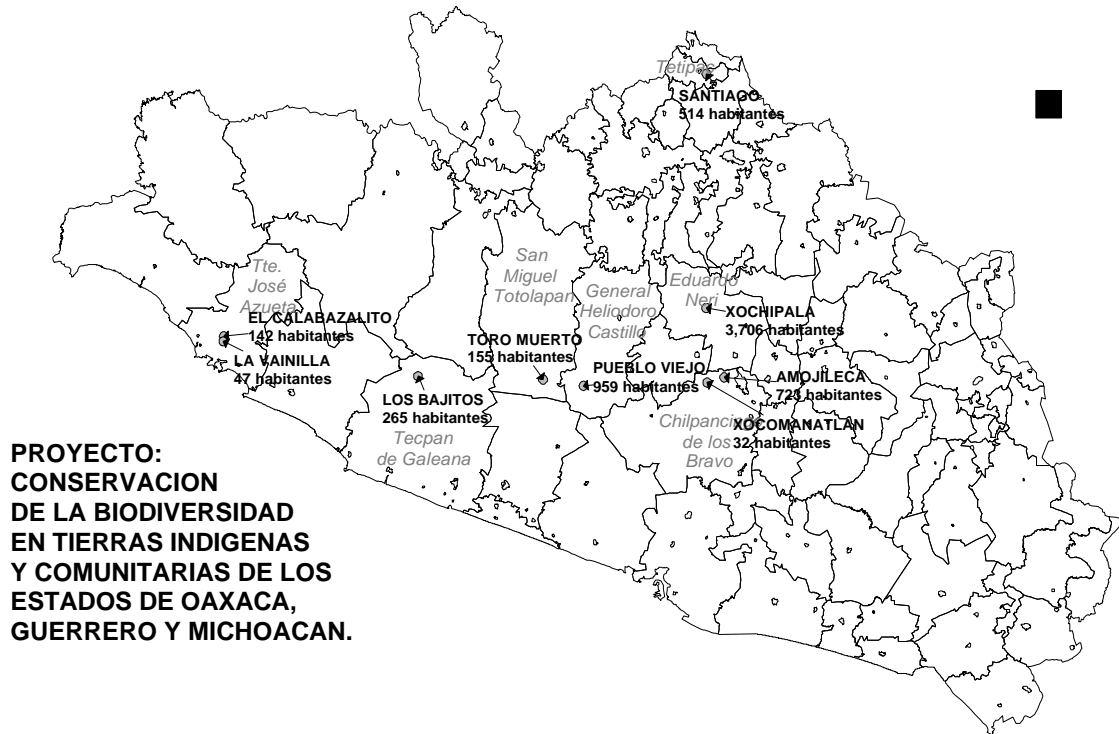 Tetipac
SANTIAGO
514 habitantes
Tte.
José
Azueta
EL CALABAZALITO
142 habitantes
LA VAINILLA
47 habitantes
San
Miguel
Totolapan
General
Heliodoro
Castillo
Eduardo
Neri
XOCHIPALA
3,706 habitantes
TORO MUERTO
155 habitantes
PUEBLO VIEJO
959 habitantes
AMOJILECA
723 habitantes
LOS BAJITOS
265 habitantes
Tecpan
de Galeana
XOCOMANATLAN
32 habitantes
Chilpancingo
de los
Bravo
PROYECTO:
CONSERVACION
DE LA BIODIVERSIDAD
EN TIERRAS INDIGENAS
Y COMUNITARIAS DE LOS
ESTADOS DE OAXACA,
GUERRERO Y MICHOACAN.